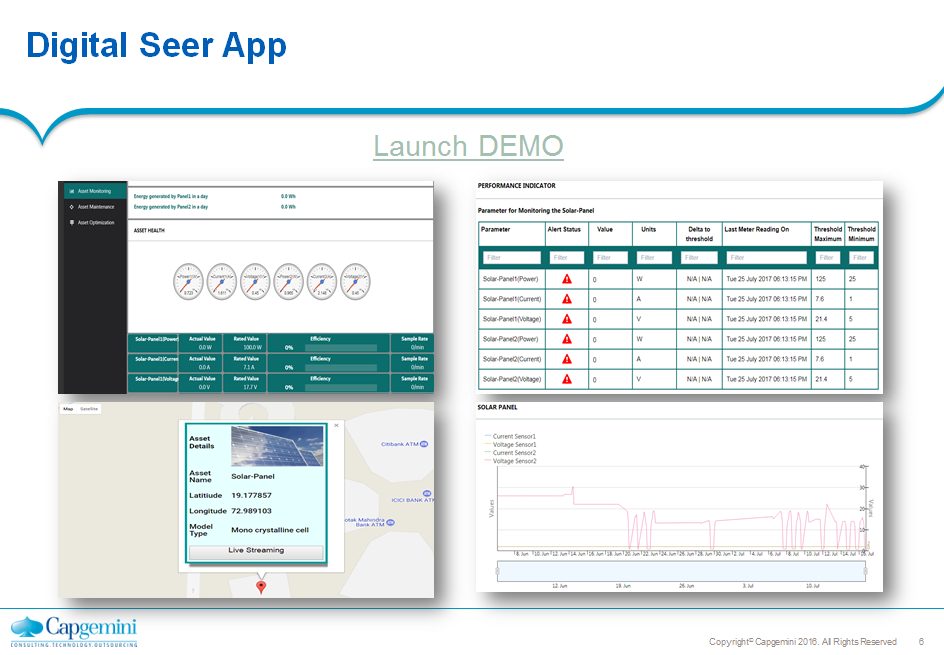 Digital Seer App
Launch DEMO
Asset Monitoring
Asset Maintenance
Asset Optimization
Energy generated by Panel1 in a day 0.0 Wh
Energy generated by Panel2 in a day 0.0 Wh
ASSET HEALTH
Solar-Panel1(Power Actual Value Rated Value Efficiency Sample Rate
0.0 W 100.0 W 0% 0/min
Solar-Panel1(Curren Actual Value Rated Value Efficiency Sample Rate
0.0 A 7.1 A 0% 0/min
Solar-Panel1(Voltag Actual Value Rated Value Efficiency Sample Rate
0.0 V 17.7 V 0% 0/min
PERFORMANCE INDICATOR
Parameter for Monitoring the Solar-Panel
Parameter Alert Status Value Units Delta to threshold Last Meter Reading On Threshold Maximum Threshold Minimum
Filter Filter Filter Filter Filter Filter Filter Filter
Solar-Panel1(Power) 0 W N/A | N/A Tue 25 July 2017 06:13:15 PM 125 25
Solar-Panel1(Current) 0 A N/A | N/A Tue 25 July 2017 06:13:15 PM 7.6 1
Solar-Panel1(Voltage) 0 V N/A | N/A Tue 25 July 2017 06:13:15 PM 21.4 5
Solar-Panel2(Power) 0 W N/A | N/A Tue 25 July 2017 06:13:15 PM 125 25
Solar-Panel2(Current) 0 A N/A | N/A Tue 25 July 2017 06:13:15 PM 7.6 1
Solar-Panel2(Voltage) 0 V N/A | N/A Tue 25 July 2017 06:13:15 PM 21.4 5
Map Satellite
Asset Details
Asset Name Solar-Panel
Latitiude 19.177857
Longitude 72.989103
Model Type Mono crystalline cell
Live Streaming
Citibank ATM
ICICI BANK ATM
otak Mahindra
Bank ATM
SOLAR PANEL
Current Sensor1
Voltage Sensor1
Current Sensor2
Voltage Sensor2
Values
Values
40
30
20
10
8. Jun 10. Jun 12. Jun 14. Jun 16. Jun 18. Jun 20. Jun 22. Jun 24. Jun 26. Jun 28. Jun 30. Jun 2. Jul 4. Jul 6. Jul 8. Jul 10. Jul 12. Jul 14. Jul
12. Jun 19. Jun 26. Jun 3. Jul 10. Jul
Capgemini
CONSULTING.TECHNOLOGY.OUTSOURCING
Copyright© Capgemini 2016. All Rights Reserved 6